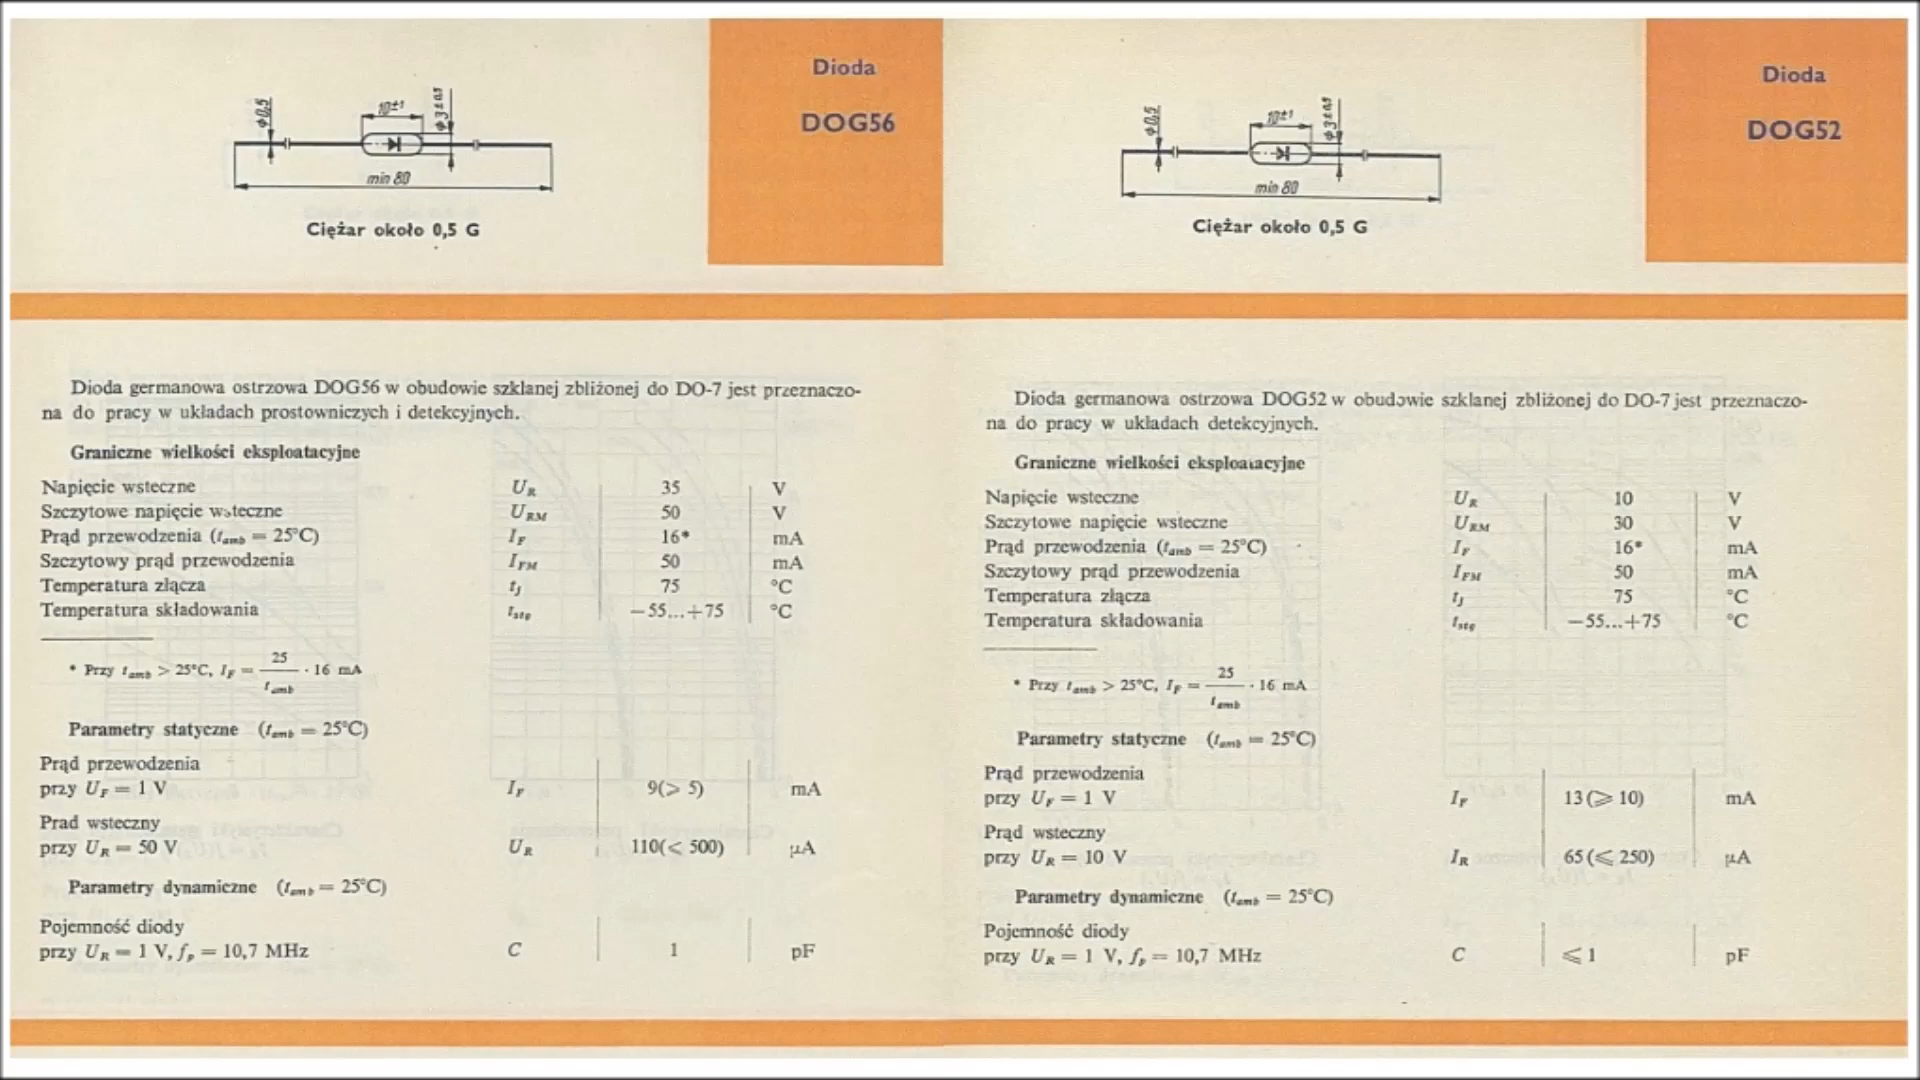 Dioda
DOG56
φ0,5
10±1
φ3±0,5
min 80
Ciężar około 0,5 G
Dioda germanowa ostrzowa DOG56 w obudowie szklanej zbliżonej do DO-7 jest przeznaczo-
na do pracy w układach prostowniczych i detekcyjnych.
Graniczne wielkości eksploatacyjne
Napięcie wsteczne U_R 35 V
Szczytowe napięcie wsteczne U_RM 50 V
Prąd przewodzenia (t_amb = 25°C) I_F 16* mA
Szczytowy prąd przewodzenia I_FM 50 mA
Temperatura złącza t_j 75 °C
Temperatura składowania t_stg −55...+75 °C
* Przy t_amb > 25°C, I_F = 25/t_amb · 16 mA
Parametry statyczne (t_amb = 25°C)
Prąd przewodzenia
przy U_F = 1 V I_F 9(> 5) mA
Prad wsteczny
przy U_R = 50 V U_R 110(< 500) μA
Parametry dynamiczne (t_amb = 25°C)
Pojemność diody
przy U_R = 1 V, f_p = 10,7 MHz C 1 pF
Dioda
DOG52
φ0,5
10±1
φ3±0,5
min 80
Ciężar około 0,5 G
Dioda germanowa ostrzowa DOG52 w obudowie szklanej zbliżonej do DO-7 jest przeznaczo-
na do pracy w układach detekcyjnych.
Graniczne wielkości eksploatacyjne
Napięcie wsteczne U_R 10 V
Szczytowe napięcie wsteczne U_RM 30 V
Prąd przewodzenia (t_amb = 25°C) I_F 16* mA
Szczytowy prąd przewodzenia I_FM 50 mA
Temperatura złącza t_j 75 °C
Temperatura składowania t_stg −55...+75 °C
* Przy t_amb > 25°C, I_F = 25/t_amb · 16 mA
Parametry statyczne (t_amb = 25°C)
Prąd przewodzenia
przy U_F = 1 V I_F 13(⩾ 10) mA
Prąd wsteczny
przy U_R = 10 V I_R 65(⩽ 250) μA
Parametry dynamiczne (t_amb = 25°C)
Pojemność diody
przy U_R = 1 V, f_p = 10,7 MHz C ⩽ 1 pF